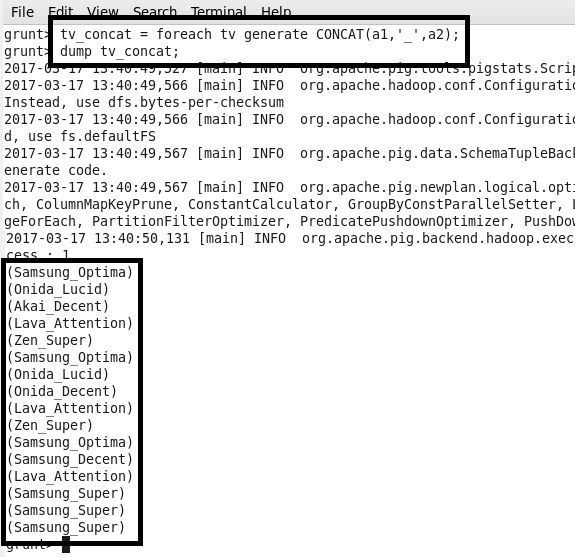 File Edit View Search Terminal Help
grunt> tv_concat = foreach tv generate CONCAT(a1,'_',a2);
grunt> dump tv_concat;
2017-03-17 13:40:49,527 [main] INFO  org.apache.pig.tools.pigstats.Scrip
2017-03-17 13:40:49,566 [main] INFO  org.apache.hadoop.conf.Configuratio
Instead, use dfs.bytes-per-checksum
2017-03-17 13:40:49,566 [main] INFO  org.apache.hadoop.conf.Configuratio
d, use fs.defaultFS
2017-03-17 13:40:49,567 [main] INFO  org.apache.pig.data.SchemaTupleBack
enerate code.
2017-03-17 13:40:49,567 [main] INFO  org.apache.pig.newplan.logical.opti
ch, ColumnMapKeyPrune, ConstantCalculator, GroupByConstParallelSetter, L
geForEach, PartitionFilterOptimizer, PredicatePushdownOptimizer, PushDow
2017-03-17 13:40:50,131 [main] INFO  org.apache.pig.backend.hadoop.exec
cess : 1
(Samsung_Optima)
(Onida_Lucid)
(Akai_Decent)
(Lava_Attention)
(Zen_Super)
(Samsung_Optima)
(Onida_Lucid)
(Onida_Decent)
(Lava_Attention)
(Zen_Super)
(Samsung_Optima)
(Samsung_Decent)
(Lava_Attention)
(Samsung_Super)
(Samsung_Super)
(Samsung_Super)
grunt>